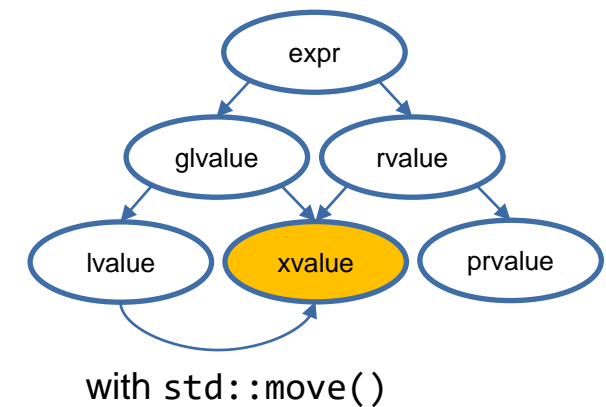 expr
glvalue rvalue
lvalue xvalue prvalue
with std::move()